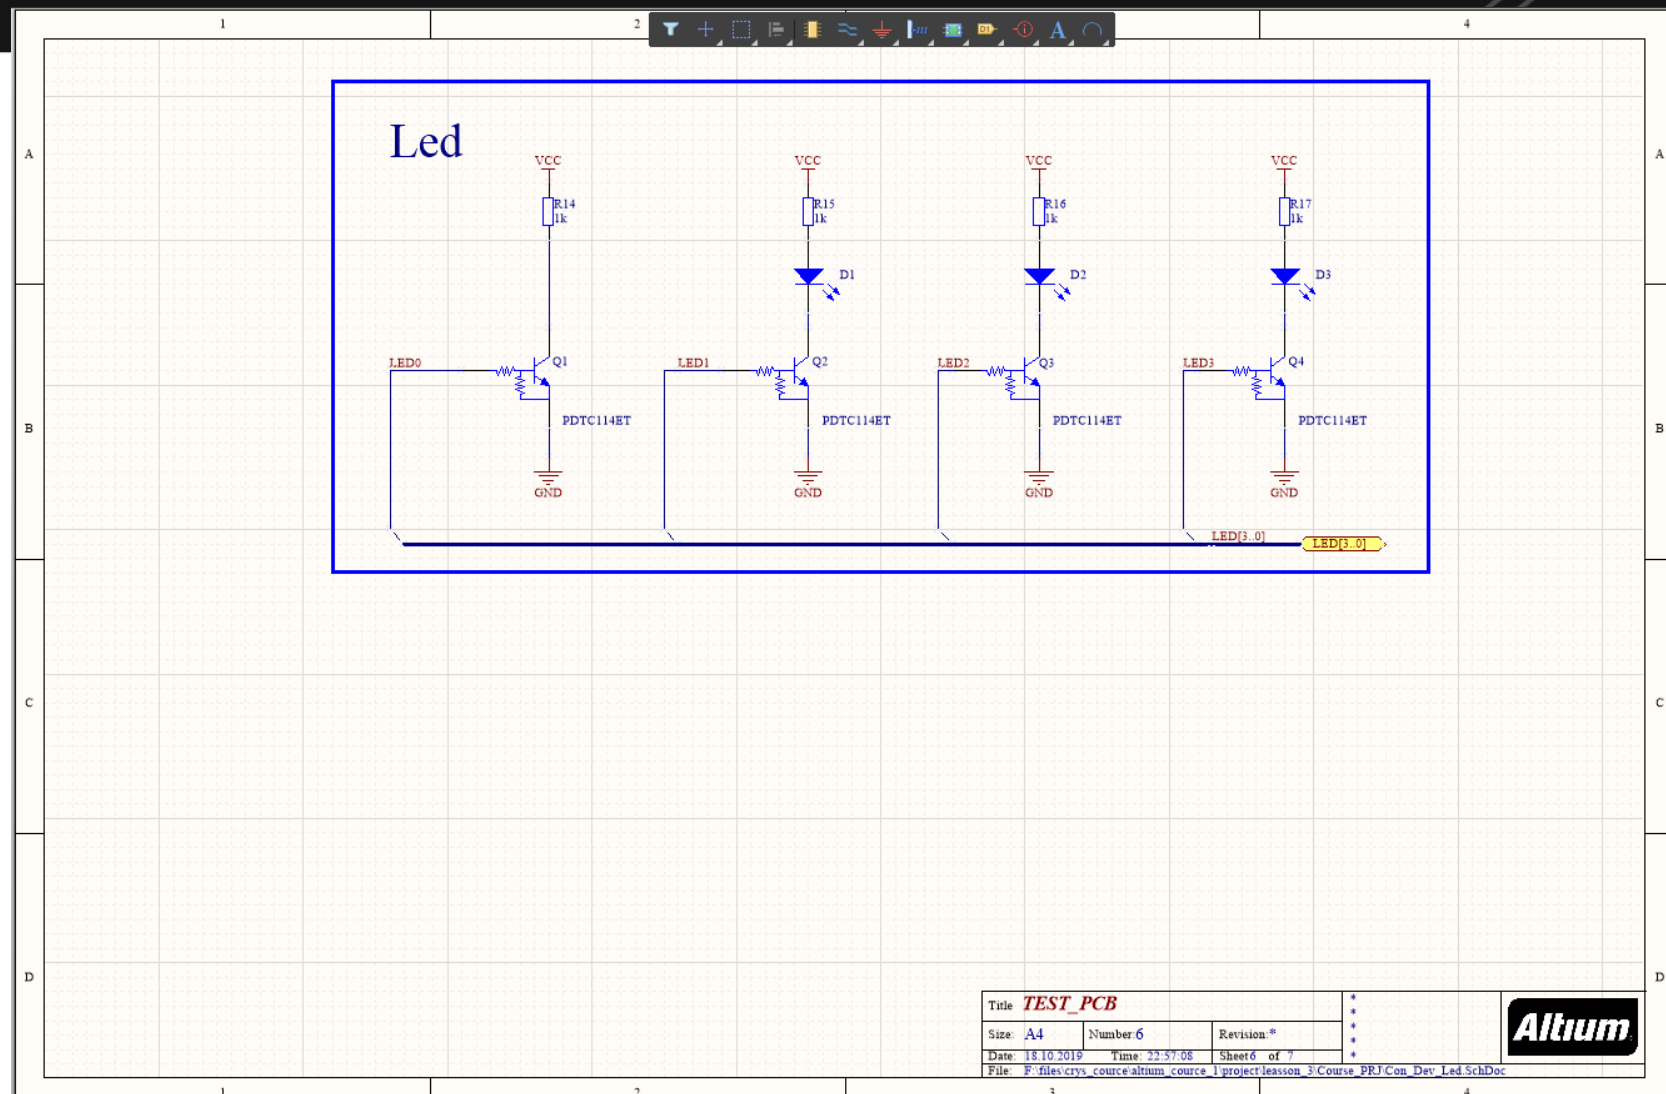 1 2 4
D1
A A
Led
VCC VCC VCC VCC
R14 R15 R16 R17
1k 1k 1k 1k
D1 D2 D3
LED0 Q1 LED1 Q2 LED2 Q3 LED3 Q4
PDTC114ET PDTC114ET PDTC114ET PDTC114ET
B B
GND GND GND GND
LED[3..0]
LED[3..0]
C C
D D
Title TEST_PCB
Size: A4 Number:6 Revision:*
Date: 18.10.2019 Time: 22:57:08 Sheet6 of 7
File: F:\files\crys_cource\altium_cource_1\project\leasson_3\Course_PRJ\Con_Dev_Led.SchDoc
*
*
*
*
*
Altium
1 2 3 4